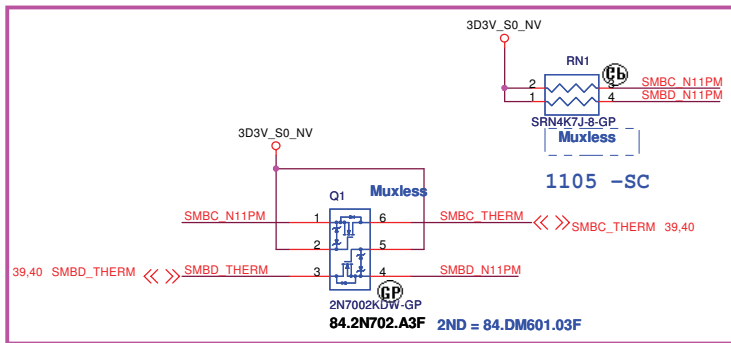 3D3V_S0_NV
RN1
2
3
SMBC_N11PM
1
4
SMBD_N11PM
SRN4K7J-8-GP
Muxless
1105 -SC
3D3V_S0_NV
Q1
Muxless
SMBC_N11PM
1
6
SMBC_THERM
SMBC_THERM 39,40
2
5
39,40 SMBD_THERM
SMBD_THERM
3
4
SMBD_N11PM
GP
2N7002KDW-GP
84.2N702.A3F
2ND = 84.DM601.03F